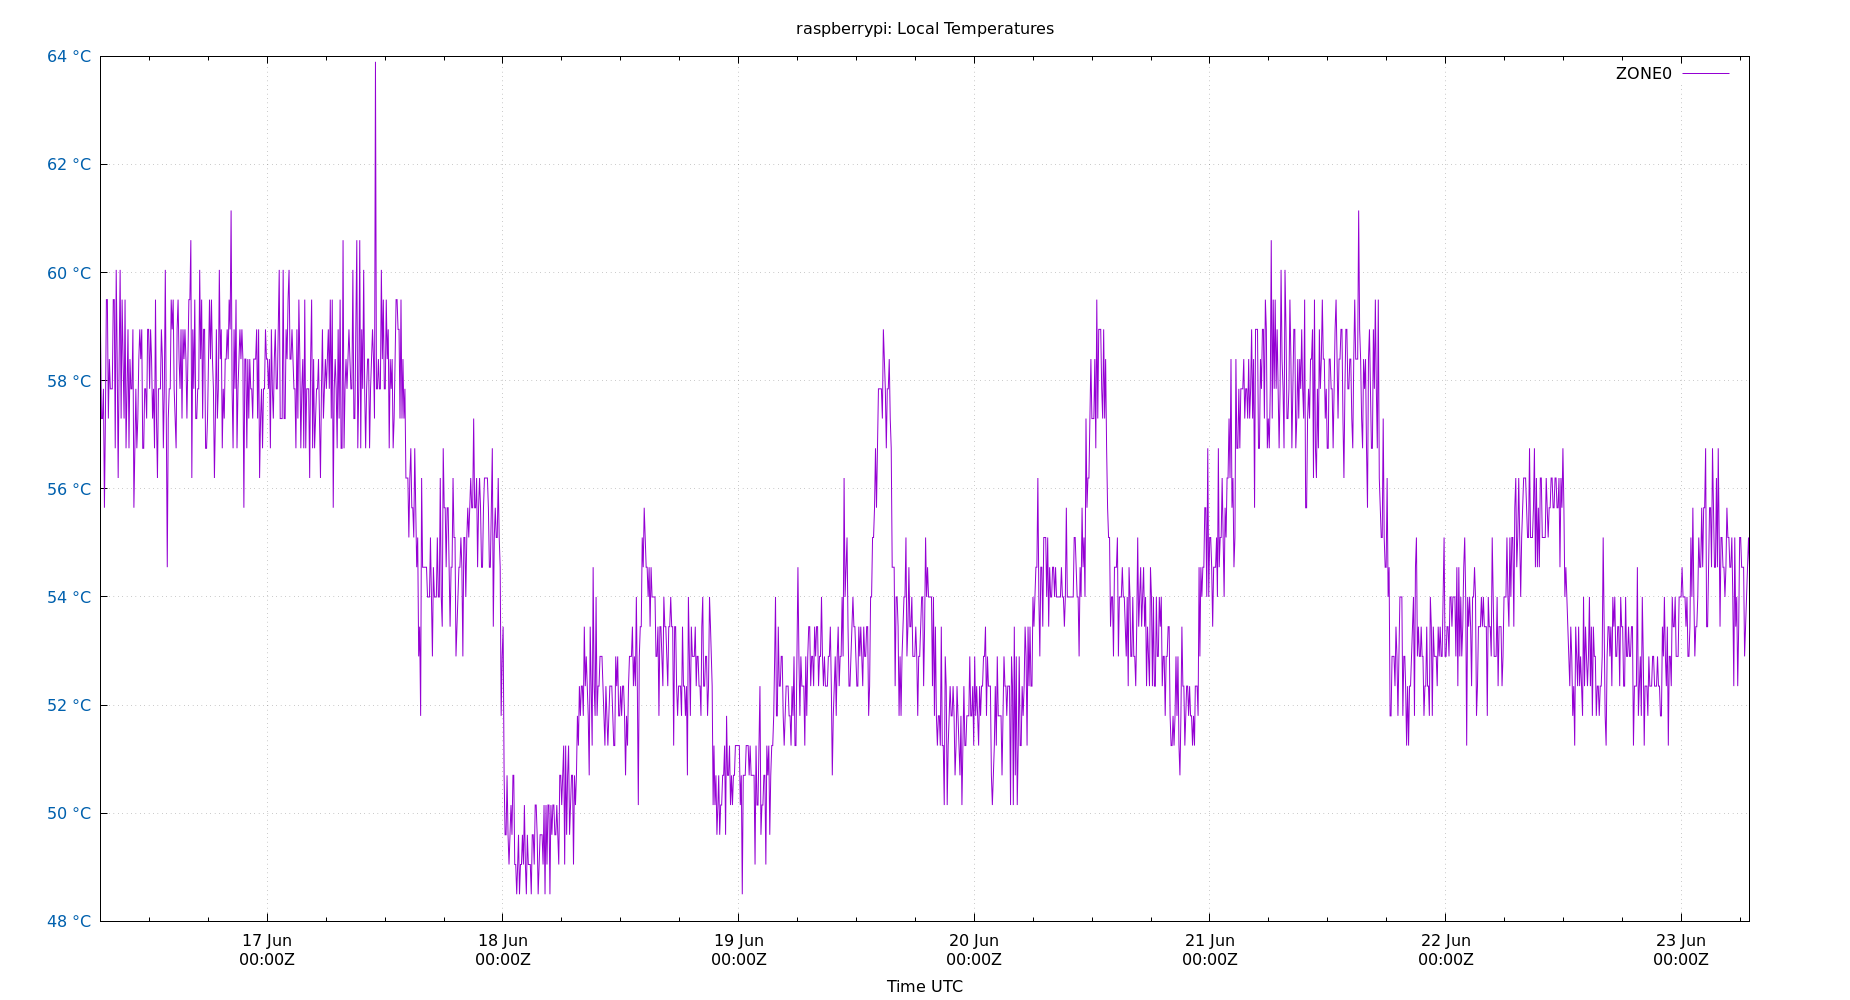 raspberrypi: Local Temperatures
64 °C
ZONE0
62 °C
60 °C
58 °C
56 °C
54 °C
52 °C
50 °C
48 °C
17 Jun 18 Jun 19 Jun 20 Jun 21 Jun 22 Jun 23 Jun
00:00Z 00:00Z 00:00Z 00:00Z 00:00Z 00:00Z 00:00Z
Time UTC